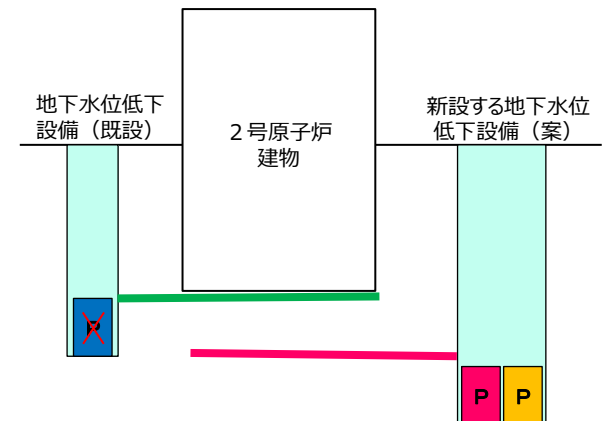 地下水位低下
設備（既設）
２号原子炉
建物
新設する地下水位
低下設備（案）
P
P
P